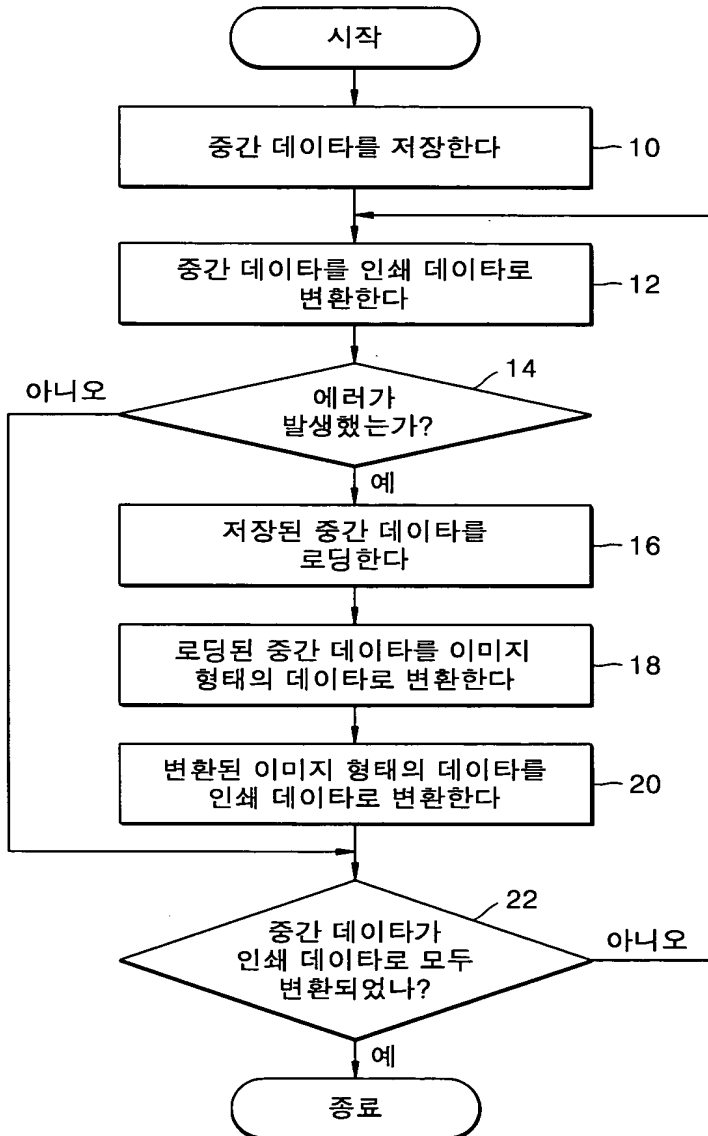 시작
중간 데이타를 저장한다
10
중간 데이타를 인쇄 데이타로
변환한다
12
14
아니오
에러가
발생했는가?
예
저장된 중간 데이타를
로딩한다
16
로딩된 중간 데이타를 이미지
형태의 데이타로 변환한다
18
변환된 이미지 형태의 데이타를
인쇄 데이타로 변환한다
20
22
중간 데이타가
인쇄 데이타로 모두
변환되었나?
아니오
예
종료